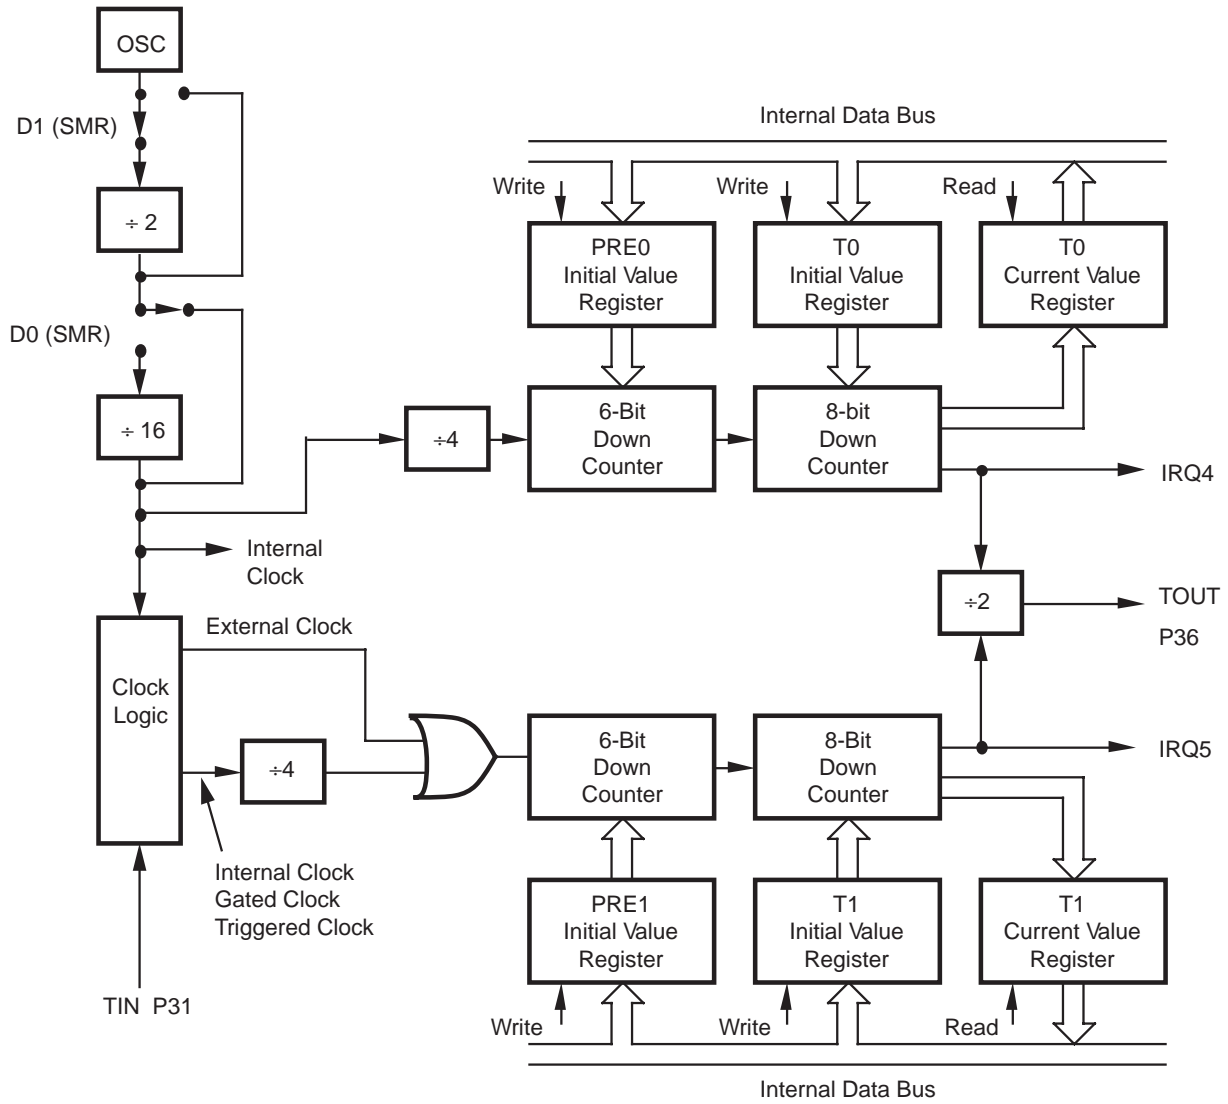 OSC
D1 (SMR)
÷ 2
D0 (SMR)
÷ 16
Internal Data Bus
Write
Write
Read
PRE0
Initial Value
Register
T0
Initial Value
Register
T0
Current Value
Register
÷4
6-Bit
Down
Counter
8-bit
Down
Counter
IRQ4
Internal
Clock
÷2
TOUT
P36
External Clock
Clock
Logic
÷4
6-Bit
Down
Counter
8-Bit
Down
Counter
IRQ5
Internal Clock
Gated Clock
Triggered Clock
PRE1
Initial Value
Register
T1
Initial Value
Register
T1
Current Value
Register
TIN P31
Write
Write
Read
Internal Data Bus